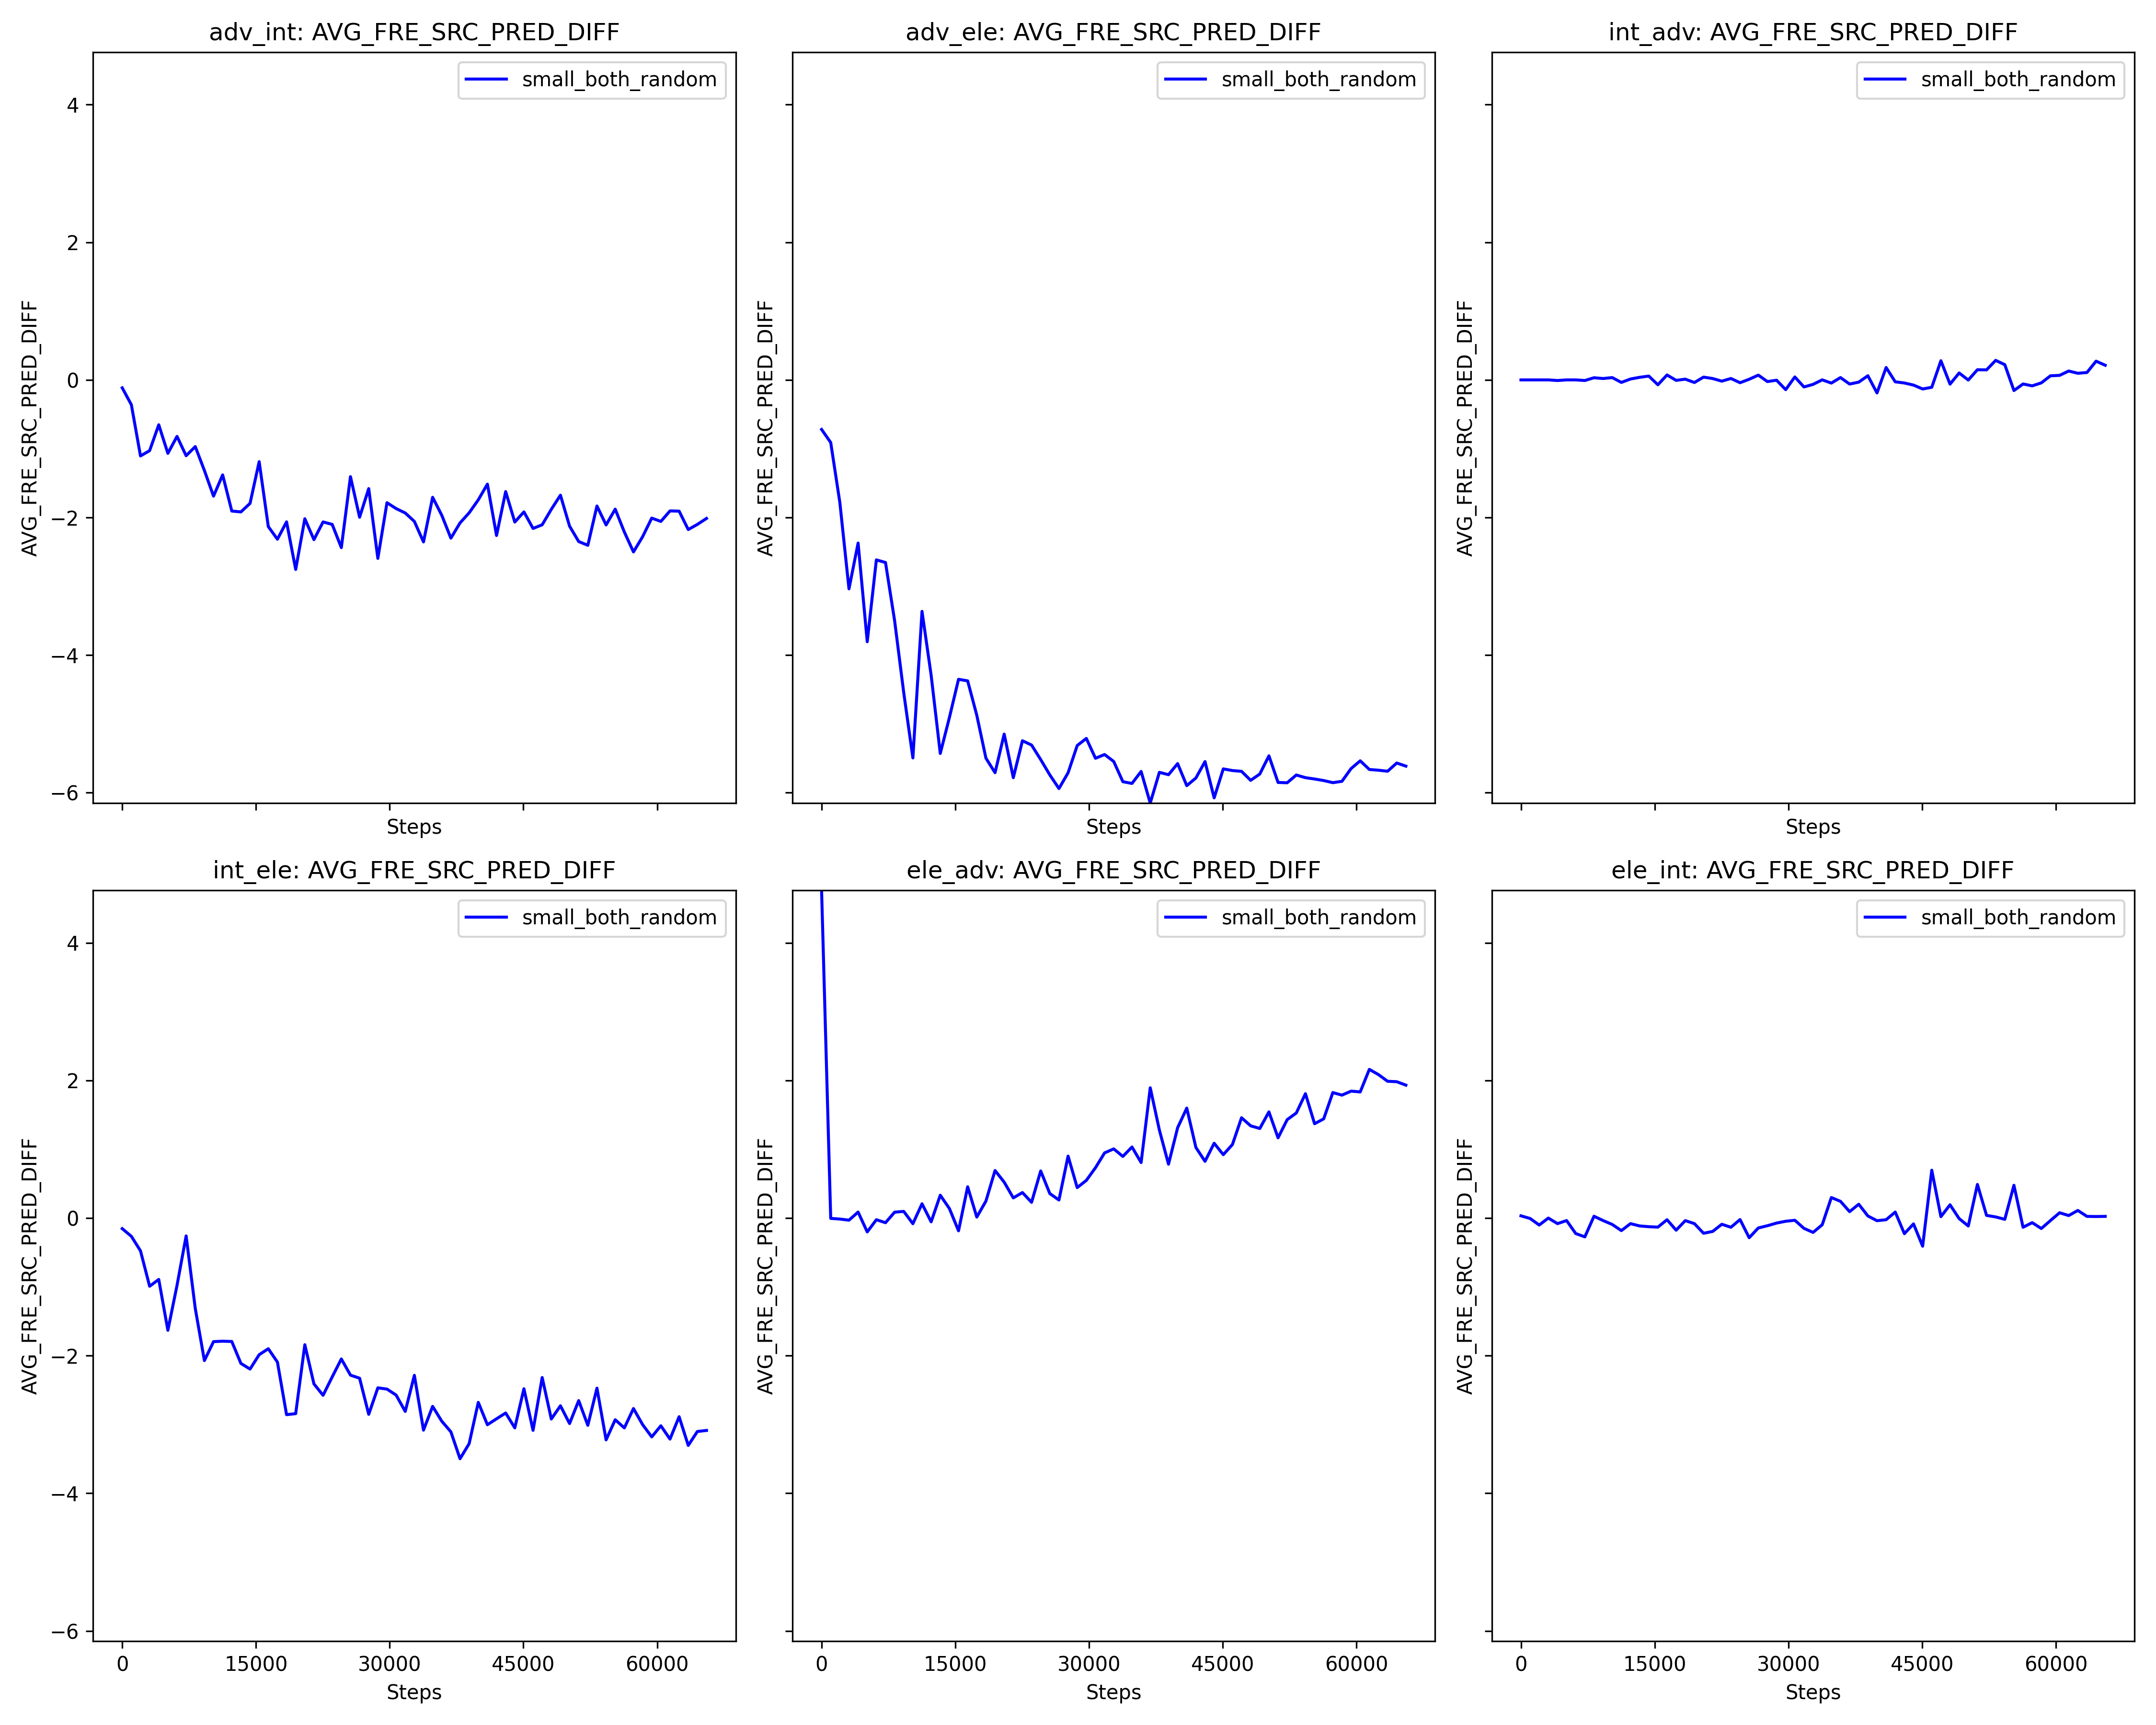 adv_int: AVG_FRE_SRC_PRED_DIFF
small_both_random
4
2
0
−2
−4
−6
AVG_FRE_SRC_PRED_DIFF
Steps
adv_ele: AVG_FRE_SRC_PRED_DIFF
small_both_random
AVG_FRE_SRC_PRED_DIFF
Steps
int_adv: AVG_FRE_SRC_PRED_DIFF
small_both_random
AVG_FRE_SRC_PRED_DIFF
Steps
int_ele: AVG_FRE_SRC_PRED_DIFF
small_both_random
4
2
0
−2
−4
−6
AVG_FRE_SRC_PRED_DIFF
0 15000 30000 45000 60000
Steps
ele_adv: AVG_FRE_SRC_PRED_DIFF
small_both_random
AVG_FRE_SRC_PRED_DIFF
0 15000 30000 45000 60000
Steps
ele_int: AVG_FRE_SRC_PRED_DIFF
small_both_random
AVG_FRE_SRC_PRED_DIFF
0 15000 30000 45000 60000
Steps